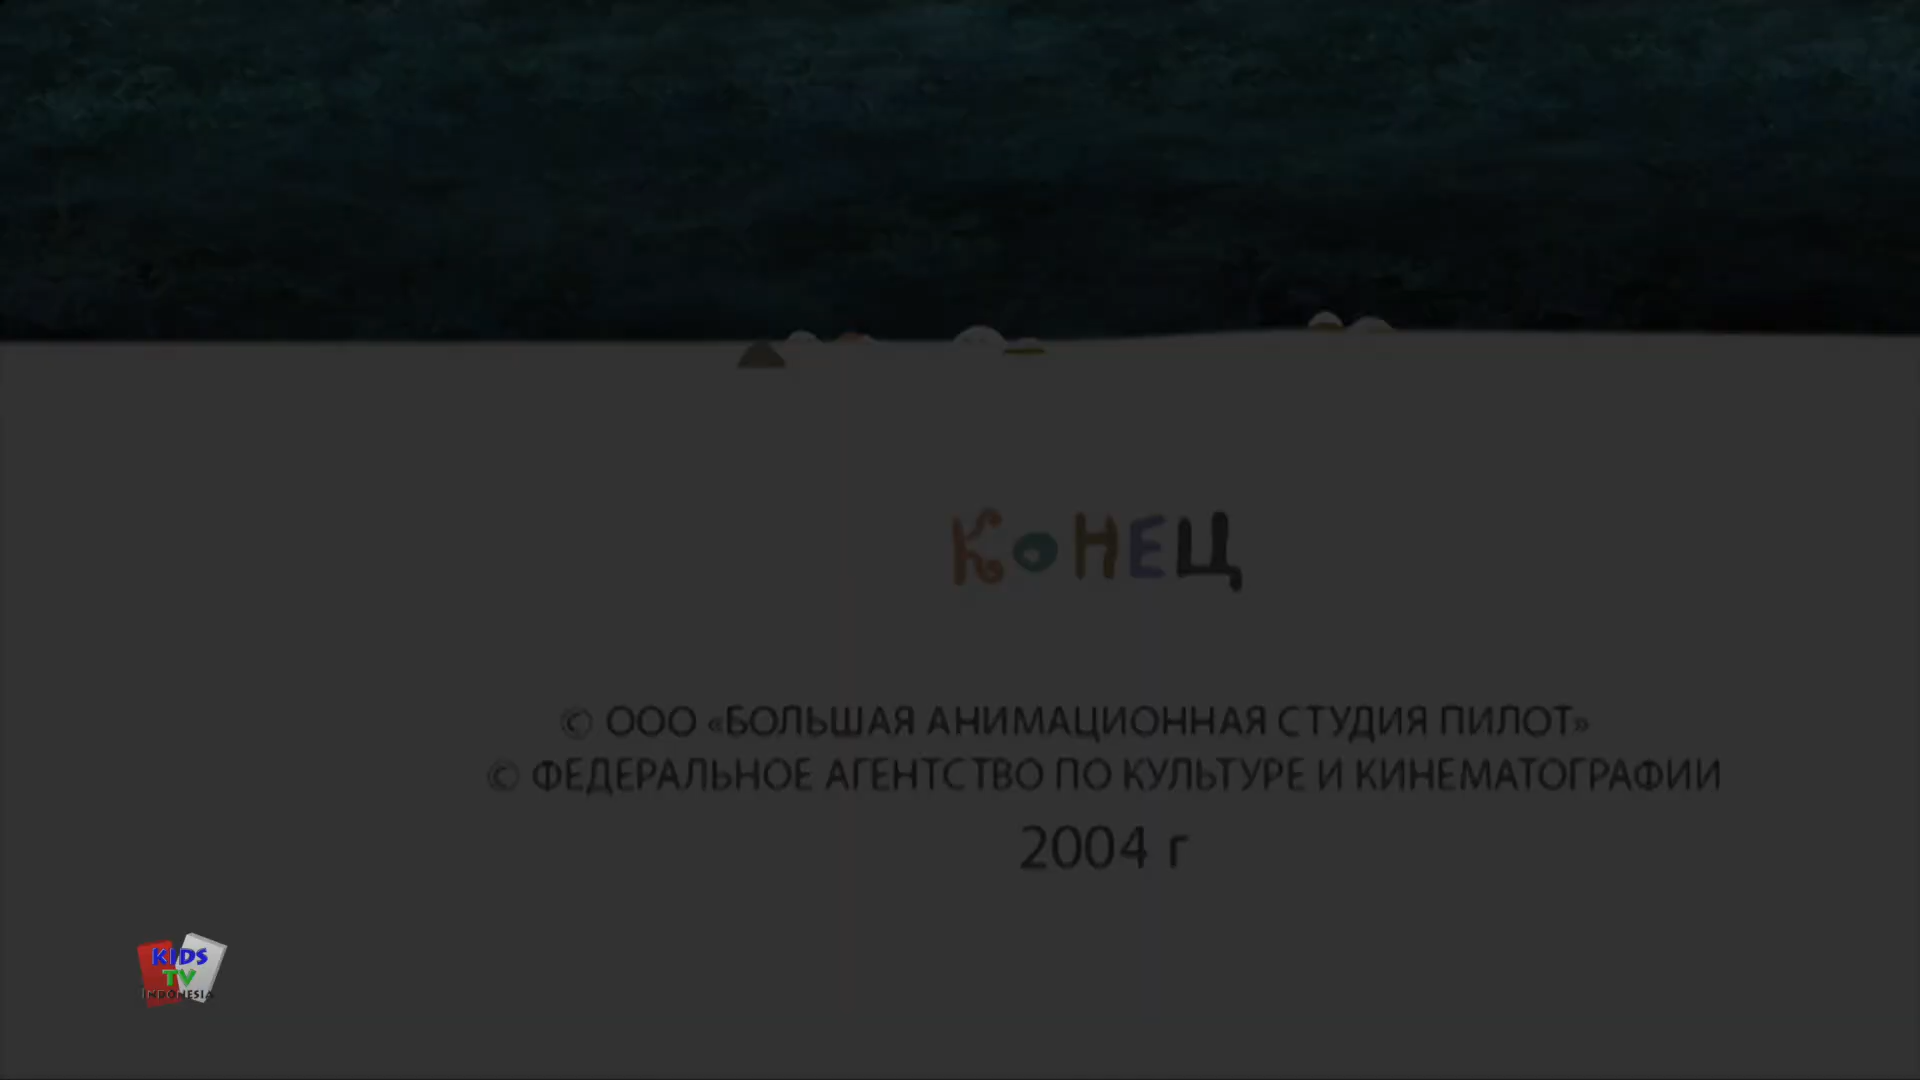 КОНЕЦ
© ООО «БОЛЬШАЯ АНИМАЦИОННАЯ СТУДИЯ ПИЛОТ»
© ФЕДЕРАЛЬНОЕ АГЕНТСТВО ПО КУЛЬТУРЕ И КИНЕМАТОГРАФИИ
2004 г
KIDS
TV
INDONESIA